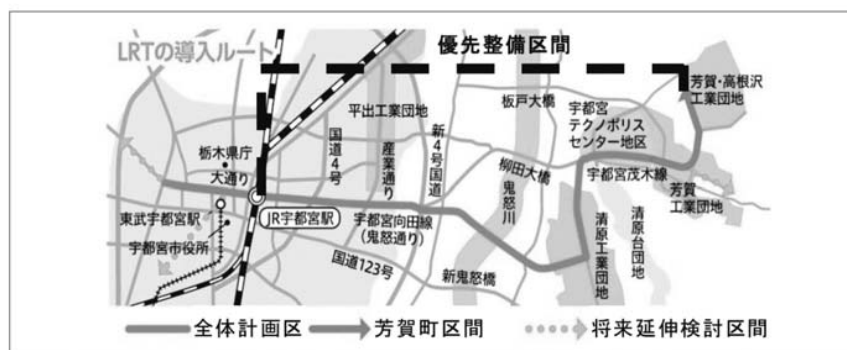 LRTの導入ルート
優先整備区間
芳賀・高根沢
工業団地
平出工業団地
板戸大橋
宇都宮
テクノポリス
センター地区
栃木県庁
大通り
国道4号
産業通り
新4号国道
柳田大橋
鬼怒川
宇都宮茂木線
芳賀
工業団地
東武宇都宮駅
JR宇都宮駅
宇都宮向田線
(鬼怒通り)
宇都宮市役所
国道123号
新鬼怒橋
清原工業団地
清原台団地
全体計画区
芳賀町区間
将来延伸検討区間